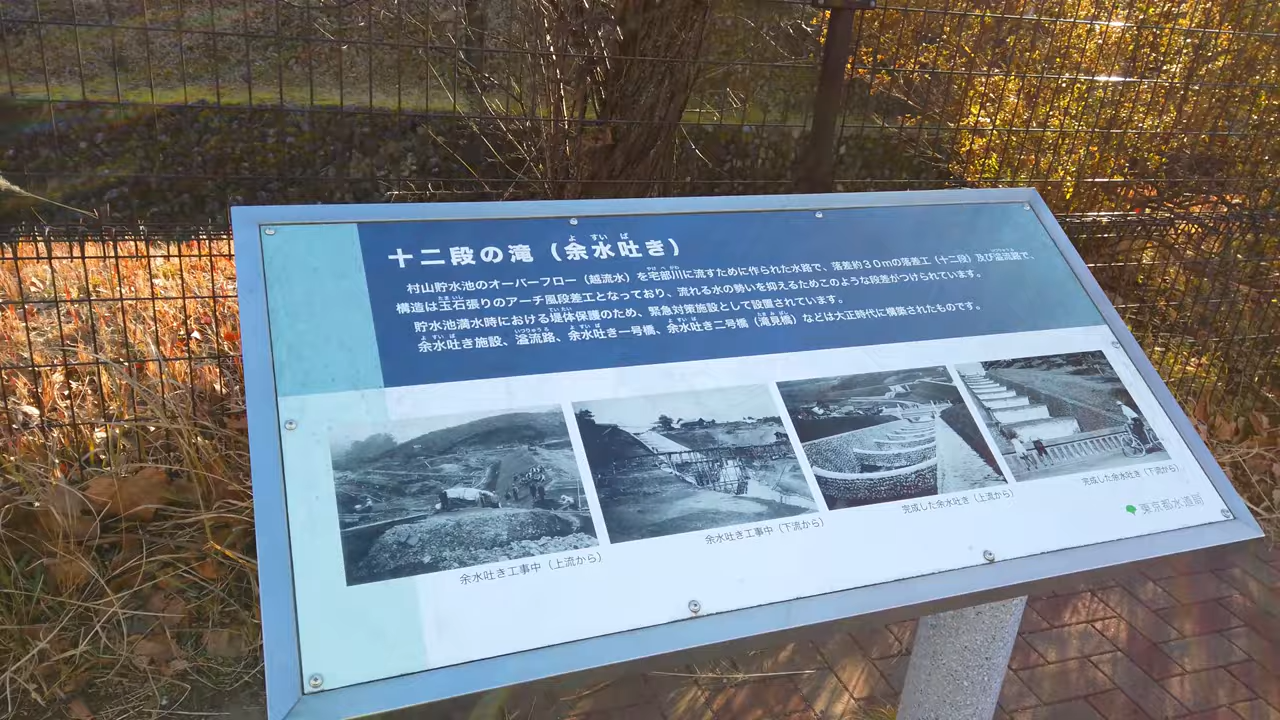 十二段の滝(余水吐き)
村山貯水池のオーバーフロー(越流水)を宅部川に流すために作られた水路で、落差約30mの落差工(十二段)及び溢流路で、
構造は玉石張りのアーチ風段差工となっており、流れる水の勢いを抑えるためこのような段差がつけられています。
貯水池満水時における堤体保護のため、緊急対策施設として設置されています。
余水吐き施設、溢流路、余水吐き一号橋、余水吐き二号橋(滝見橋)などは大正時代に構築されたものです。
余水吐き工事中(上流から)
余水吐き工事中(下流から)
完成した余水吐き(上流から)
完成した余水吐き(下流から)
東京都水道局